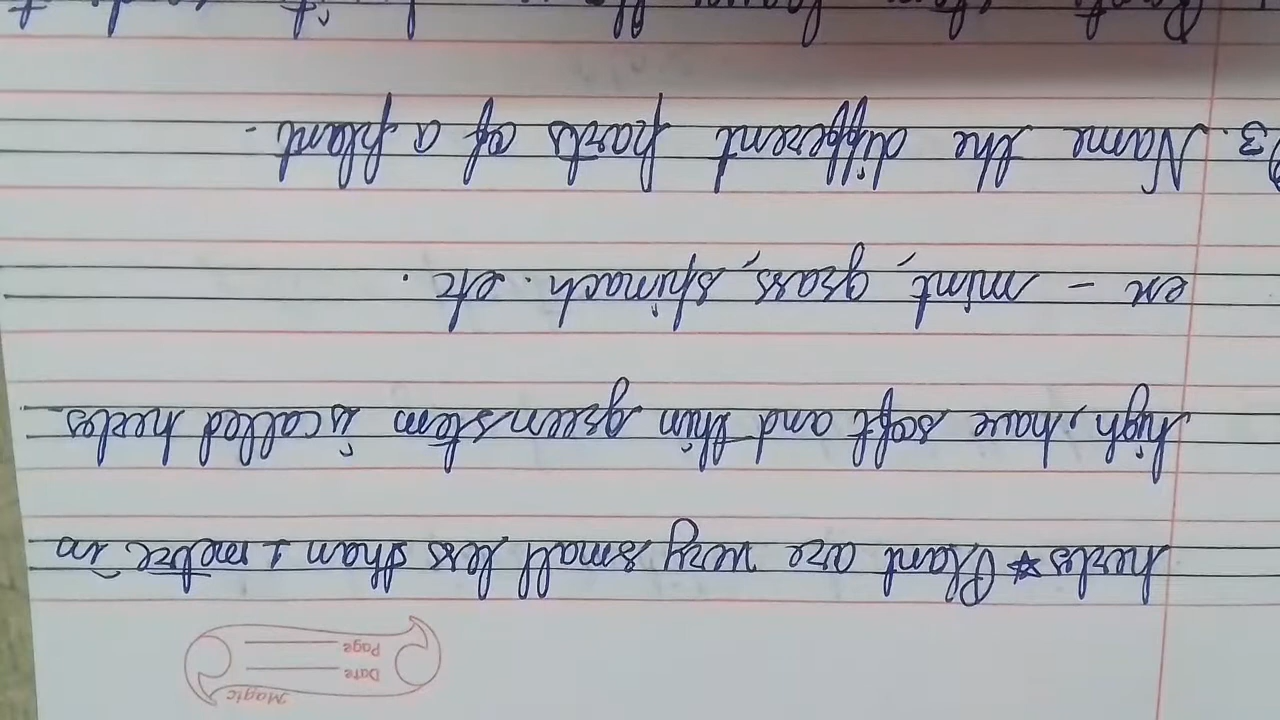 Magic
Date
Page
herbs * Plant are very small less than 1 metre in
high, have soft and thin green stem is called herbs
ex - mint, grass, spinach. etc.
Q3. Name the different parts of a plant.